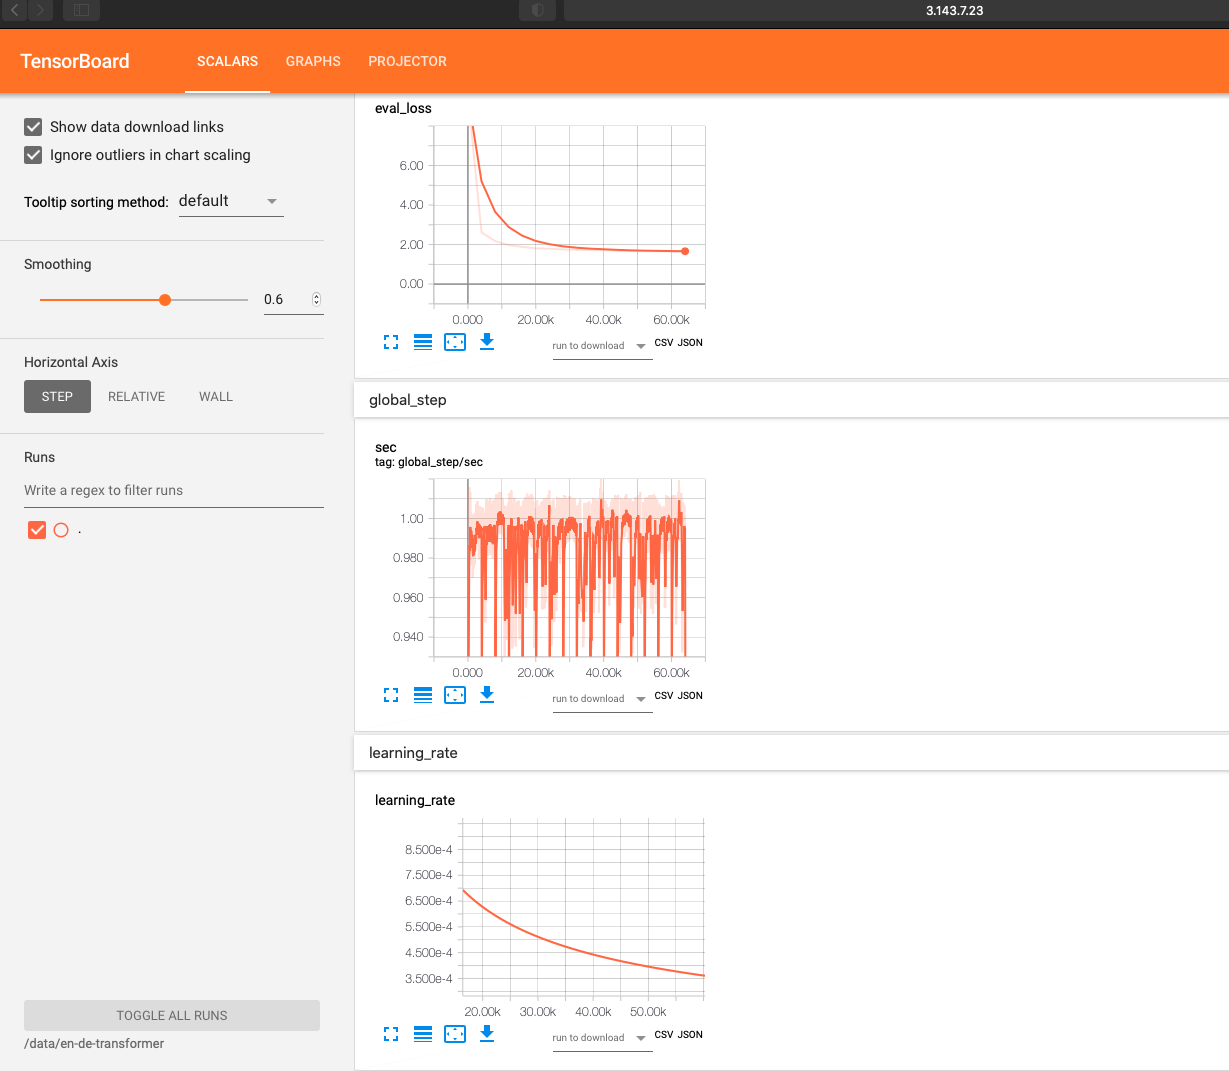 3.143.7.23
TensorBoard
SCALARS
GRAPHS
PROJECTOR
Show data download links
Ignore outliers in chart scaling
Tooltip sorting method:
default
Smoothing
0.6
Horizontal Axis
STEP
RELATIVE
WALL
Runs
Write a regex to filter runs
.
TOGGLE ALL RUNS
/data/en-de-transformer
eval_loss
6.00
4.00
2.00
0.00
0.000
20.00k
40.00k
60.00k
run to download
CSV JSON
global_step
sec
tag: global_step/sec
1.00
0.980
0.960
0.940
0.000
20.00k
40.00k
60.00k
run to download
CSV JSON
learning_rate
learning_rate
8.500e-4
7.500e-4
6.500e-4
5.500e-4
4.500e-4
3.500e-4
20.00k
30.00k
40.00k
50.00k
run to download
CSV JSON